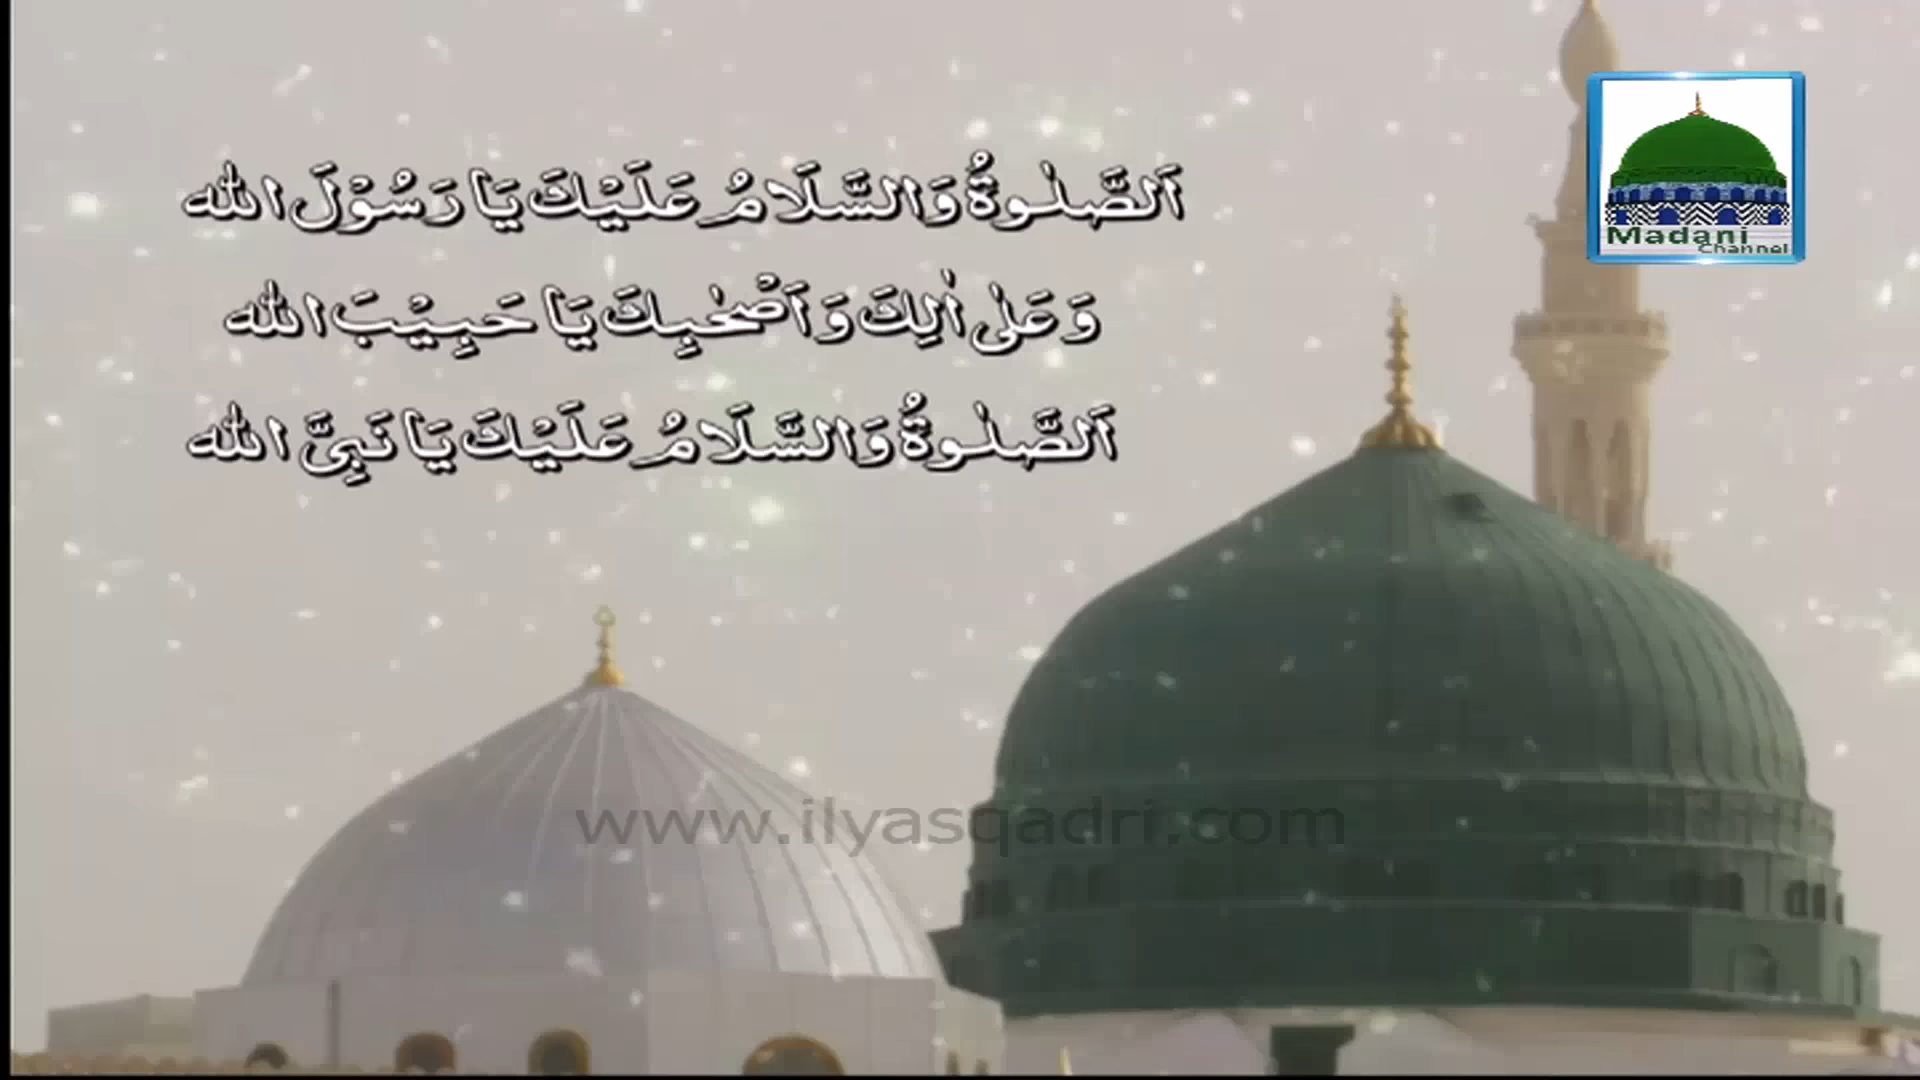 اَلصَّلٰوةُ وَالسَّلَامُ عَلَيْكَ يَا رَسُوْلَ الله
وَعَلٰى اٰلِكَ وَاَصْحٰبِكَ يَا حَبِيْبَ الله
اَلصَّلٰوةُ وَالسَّلَامُ عَلَيْكَ يَا نَبِىَّ الله
Madani
Channel
www.ilyasqadri.com